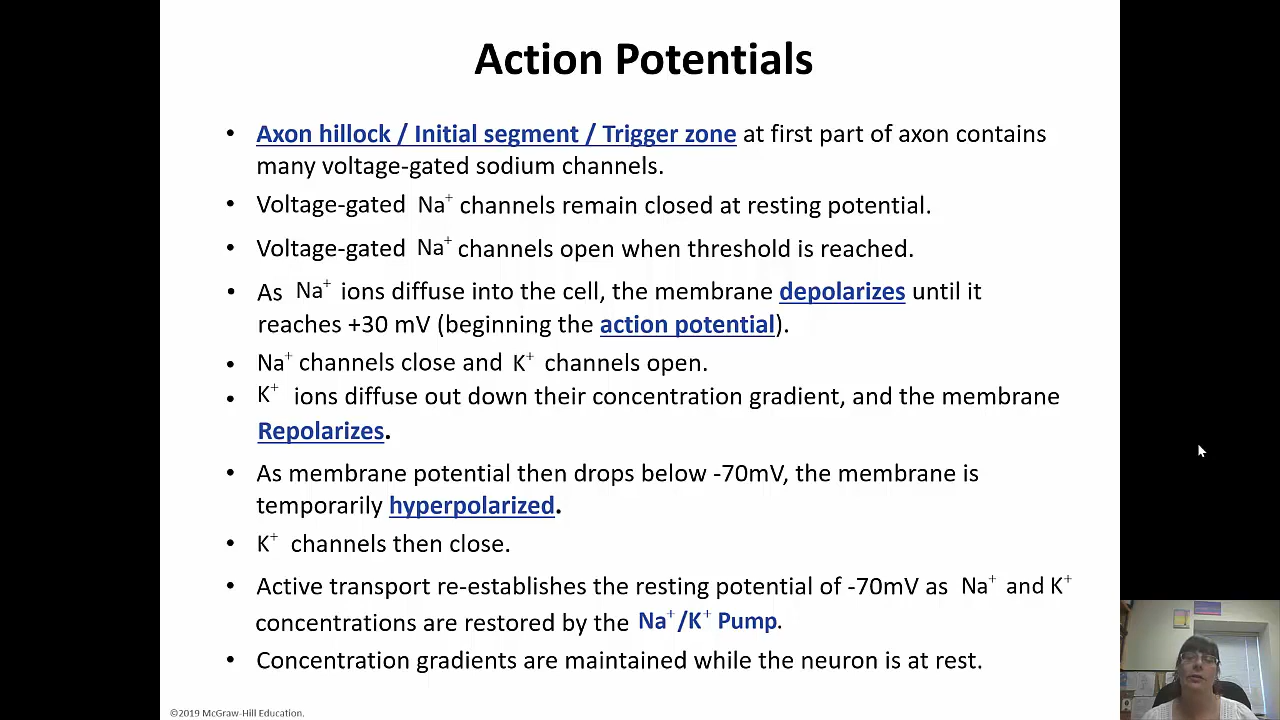 Action Potentials
• Axon hillock / Initial segment / Trigger zone at first part of axon contains
many voltage-gated sodium channels.
• Voltage-gated Na⁺ channels remain closed at resting potential.
• Voltage-gated Na⁺ channels open when threshold is reached.
• As Na⁺ ions diffuse into the cell, the membrane depolarizes until it
reaches +30 mV (beginning the action potential).
• Na⁺ channels close and K⁺ channels open.
• K⁺ ions diffuse out down their concentration gradient, and the membrane
Repolarizes.
• As membrane potential then drops below -70mV, the membrane is
temporarily hyperpolarized.
• K⁺ channels then close.
• Active transport re-establishes the resting potential of -70mV as Na⁺ and K⁺
concentrations are restored by the Na⁺/K⁺ Pump.
• Concentration gradients are maintained while the neuron is at rest.
©2019 McGraw-Hill Education.